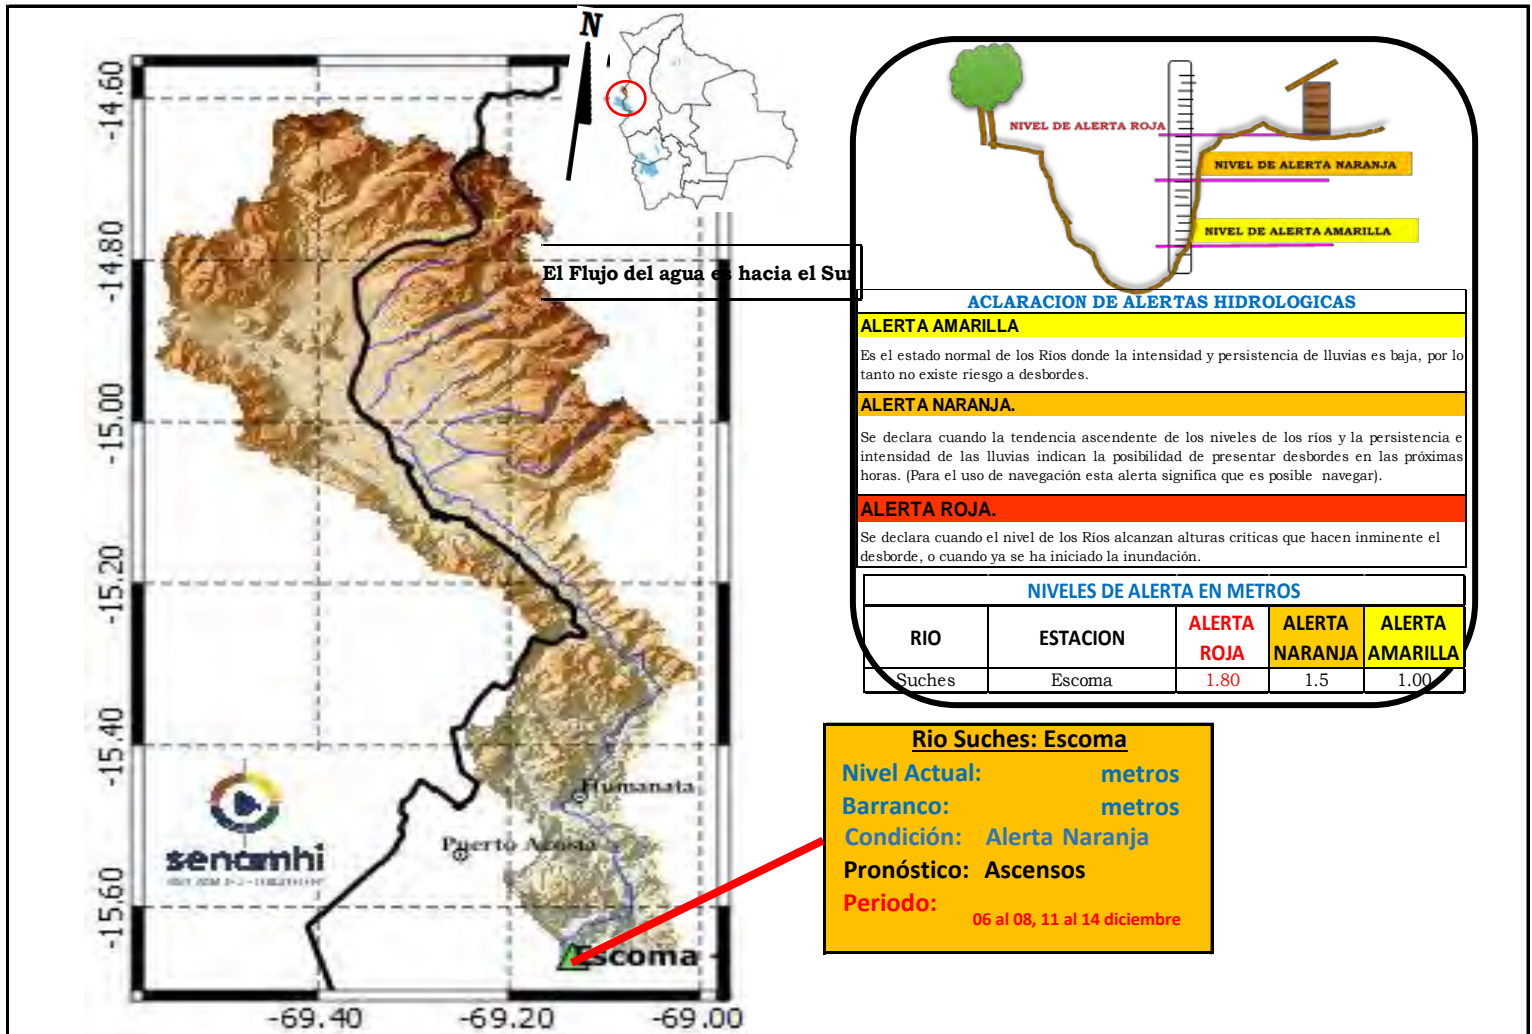 N
-14.60
-14.80
-15.00
-15.20
-15.40
-15.60
-69.40
-69.20
-69.00
El Flujo del agua es hacia el Sur
Humanata
Puerto Acosta
Escoma
senamhi
NIVEL DE ALERTA ROJA
NIVEL DE ALERTA NARANJA
NIVEL DE ALERTA AMARILLA
ACLARACION DE ALERTAS HIDROLOGICAS
ALERTA AMARILLA
Es el estado normal de los Ríos donde la intensidad y persistencia de lluvias es baja, por lo
tanto no existe riesgo a desbordes.
ALERTA NARANJA.
Se declara cuando la tendencia ascendente de los niveles de los ríos y la persistencia e
intensidad de las lluvias indican la posibilidad de presentar desbordes en las próximas
horas. (Para el uso de navegación esta alerta significa que es posible navegar).
ALERTA ROJA.
Se declara cuando el nivel de los Ríos alcanzan alturas críticas que hacen inminente el
desborde, o cuando ya se ha iniciado la inundación.
NIVELES DE ALERTA EN METROS
RIO ESTACION ALERTA ROJA ALERTA NARANJA ALERTA AMARILLA
Suches Escoma 1.80 1.5 1.00
Rio Suches: Escoma
Nivel Actual: metros
Barranco: metros
Condición: Alerta Naranja
Pronóstico: Ascensos
Periodo:
06 al 08, 11 al 14 diciembre